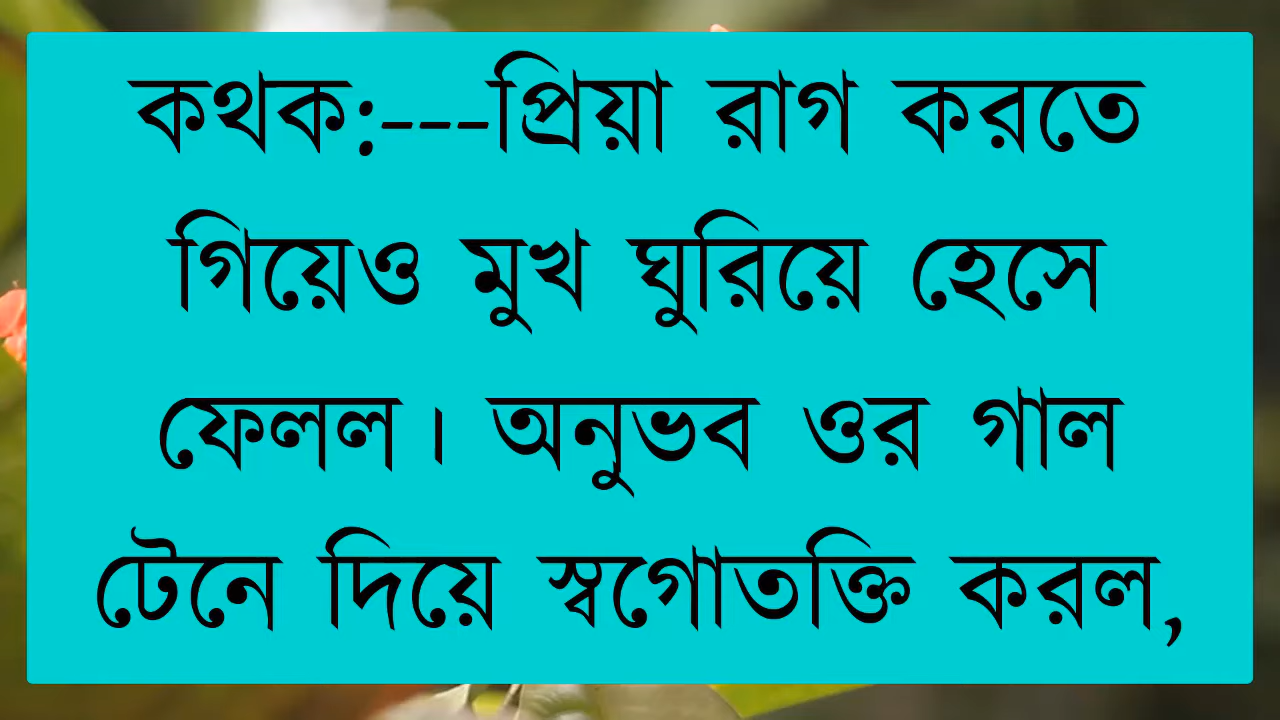 কথক:---প্রিয়া রাগ করতে
গিয়েও মুখ ঘুরিয়ে হেসে
ফেলল। অনুভব ওর গাল
টেনে দিয়ে স্বগোতক্তি করল,